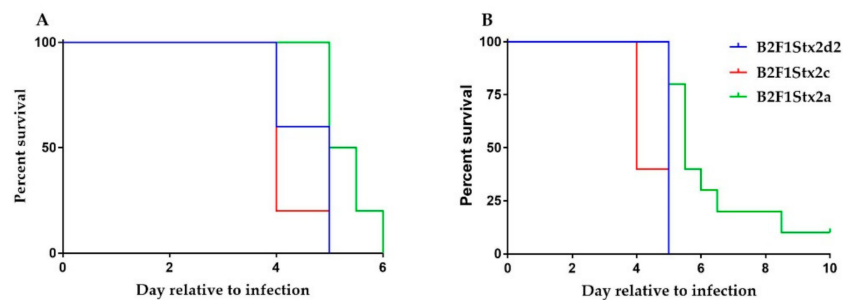 A
Percent survival
100
50
0
0 2 4 6
Day relative to infection
B
Percent survival
100
75
50
25
0
0 2 4 6 8 10
Day relative to infection
B2F1Stx2d2
B2F1Stx2c
B2F1Stx2a